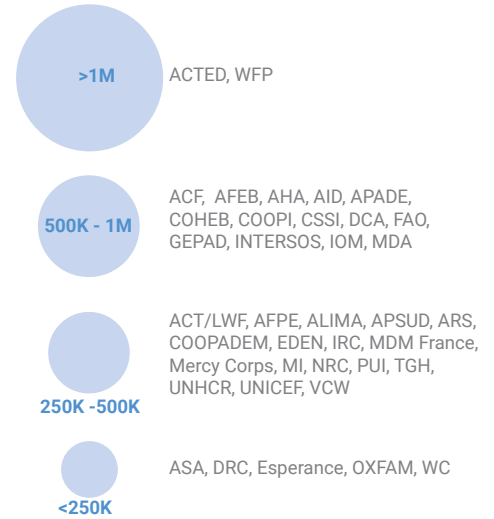 >1M
ACTED, WFP
500K - 1M
ACF, AFEB, AHA, AID, APADE,
COHEB, COOPI, CSSI, DCA, FAO,
GEPAD, INTERSOS, IOM, MDA
ACT/LWF, AFPE, ALIMA, APSUD, ARS,
COOPADEM, EDEN, IRC, MDM France,
Mercy Corps, MI, NRC, PUI, TGH,
UNHCR, UNICEF, VCW
250K -500K
ASA, DRC, Esperance, OXFAM, WC
<250K